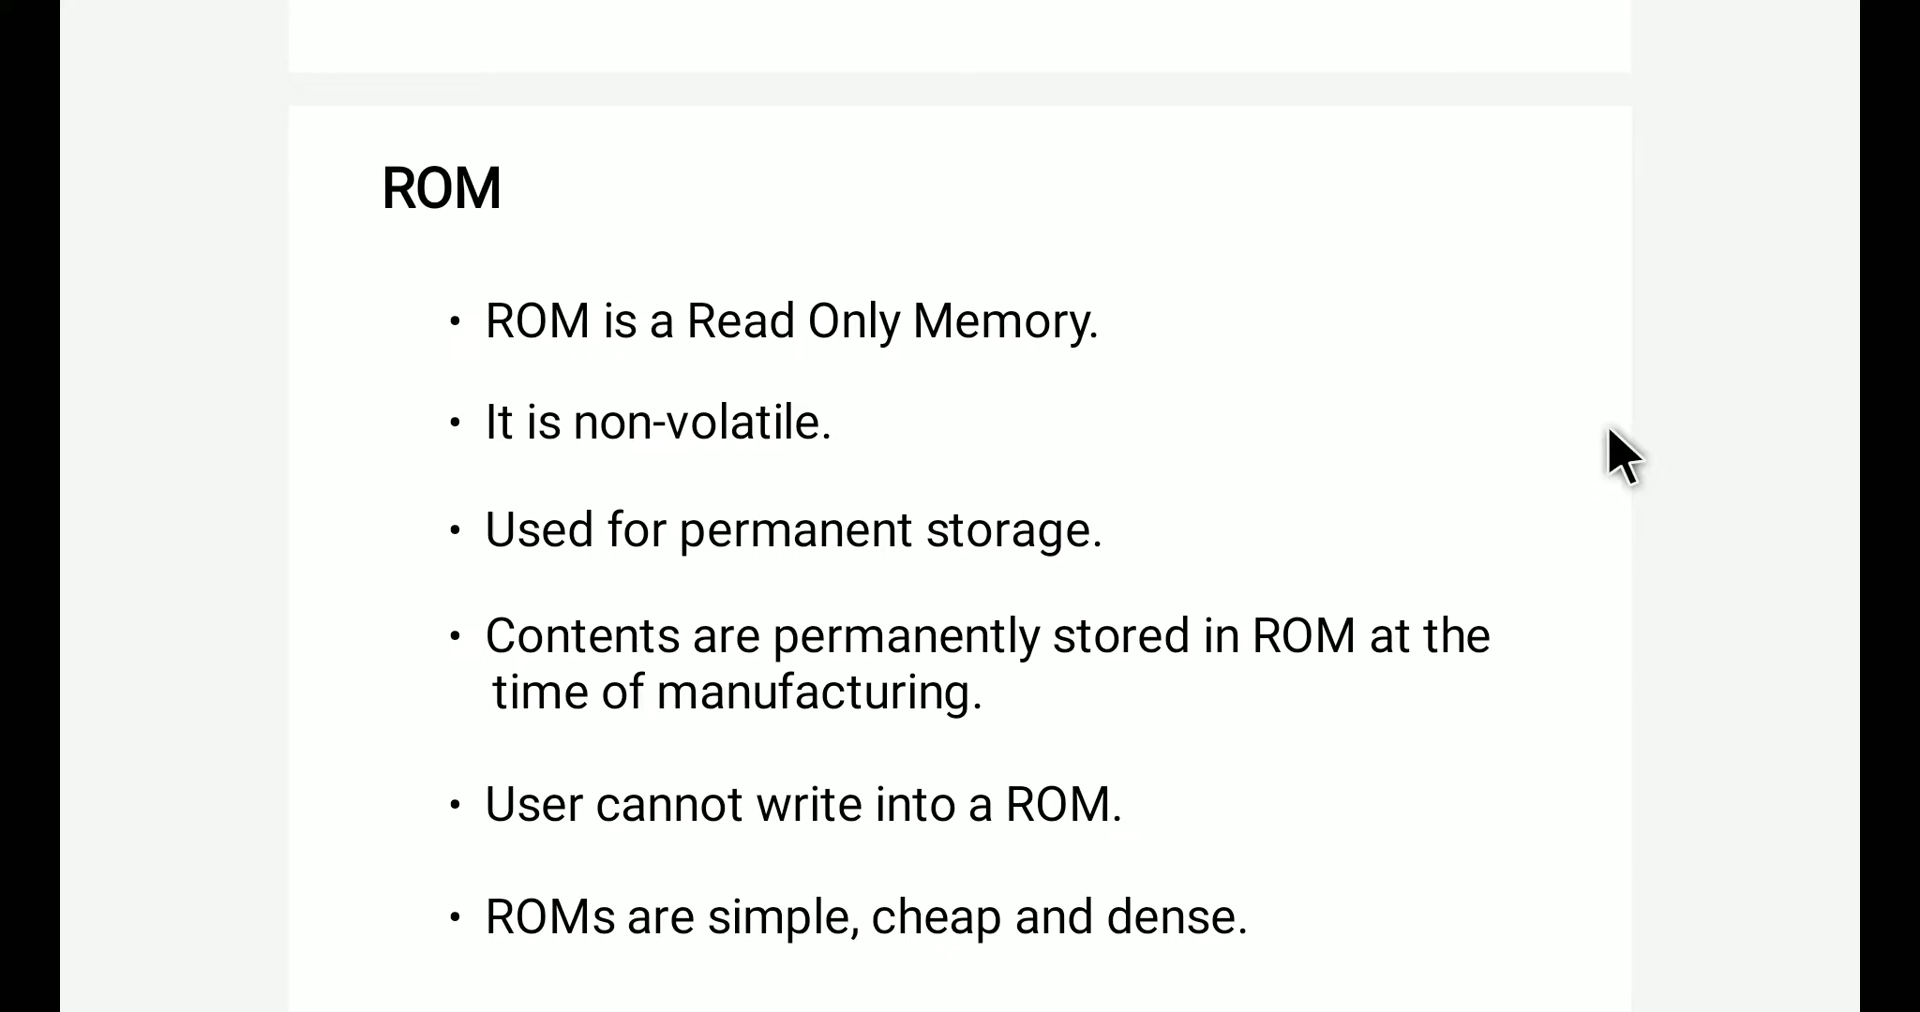 ROM
• ROM is a Read Only Memory.
• It is non-volatile.
• Used for permanent storage.
• Contents are permanently stored in ROM at the
time of manufacturing.
• User cannot write into a ROM.
• ROMs are simple, cheap and dense.